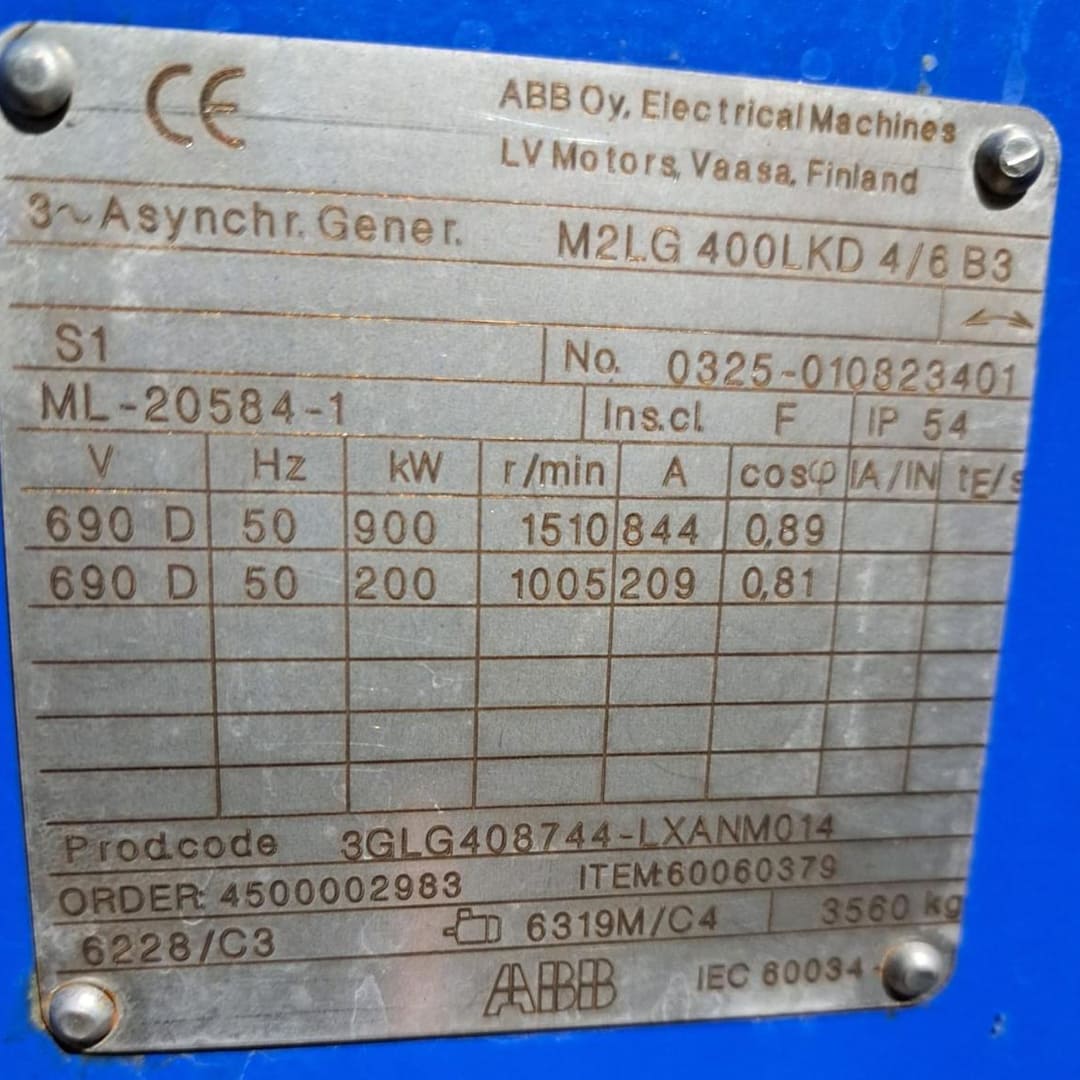 CE
ABB Oy, Electrical Machines
LV Motors, Vaasa, Finland
3~Asynchr. Gener. M2LG 400LKD 4/6 B3
S1 No. 0325-010823401
ML-20584-1 Ins.cl. F IP 54
V Hz kW r/min A cosφ IA/IN tE/s
690 D 50 900 1510 844 0,89
690 D 50 200 1005 209 0,81
Prod.code 3GLG408744-LXANM014
ORDER: 4500002983 ITEM:60060379
6228/C3 6319M/C4 3560 kg
ABB IEC 60034-